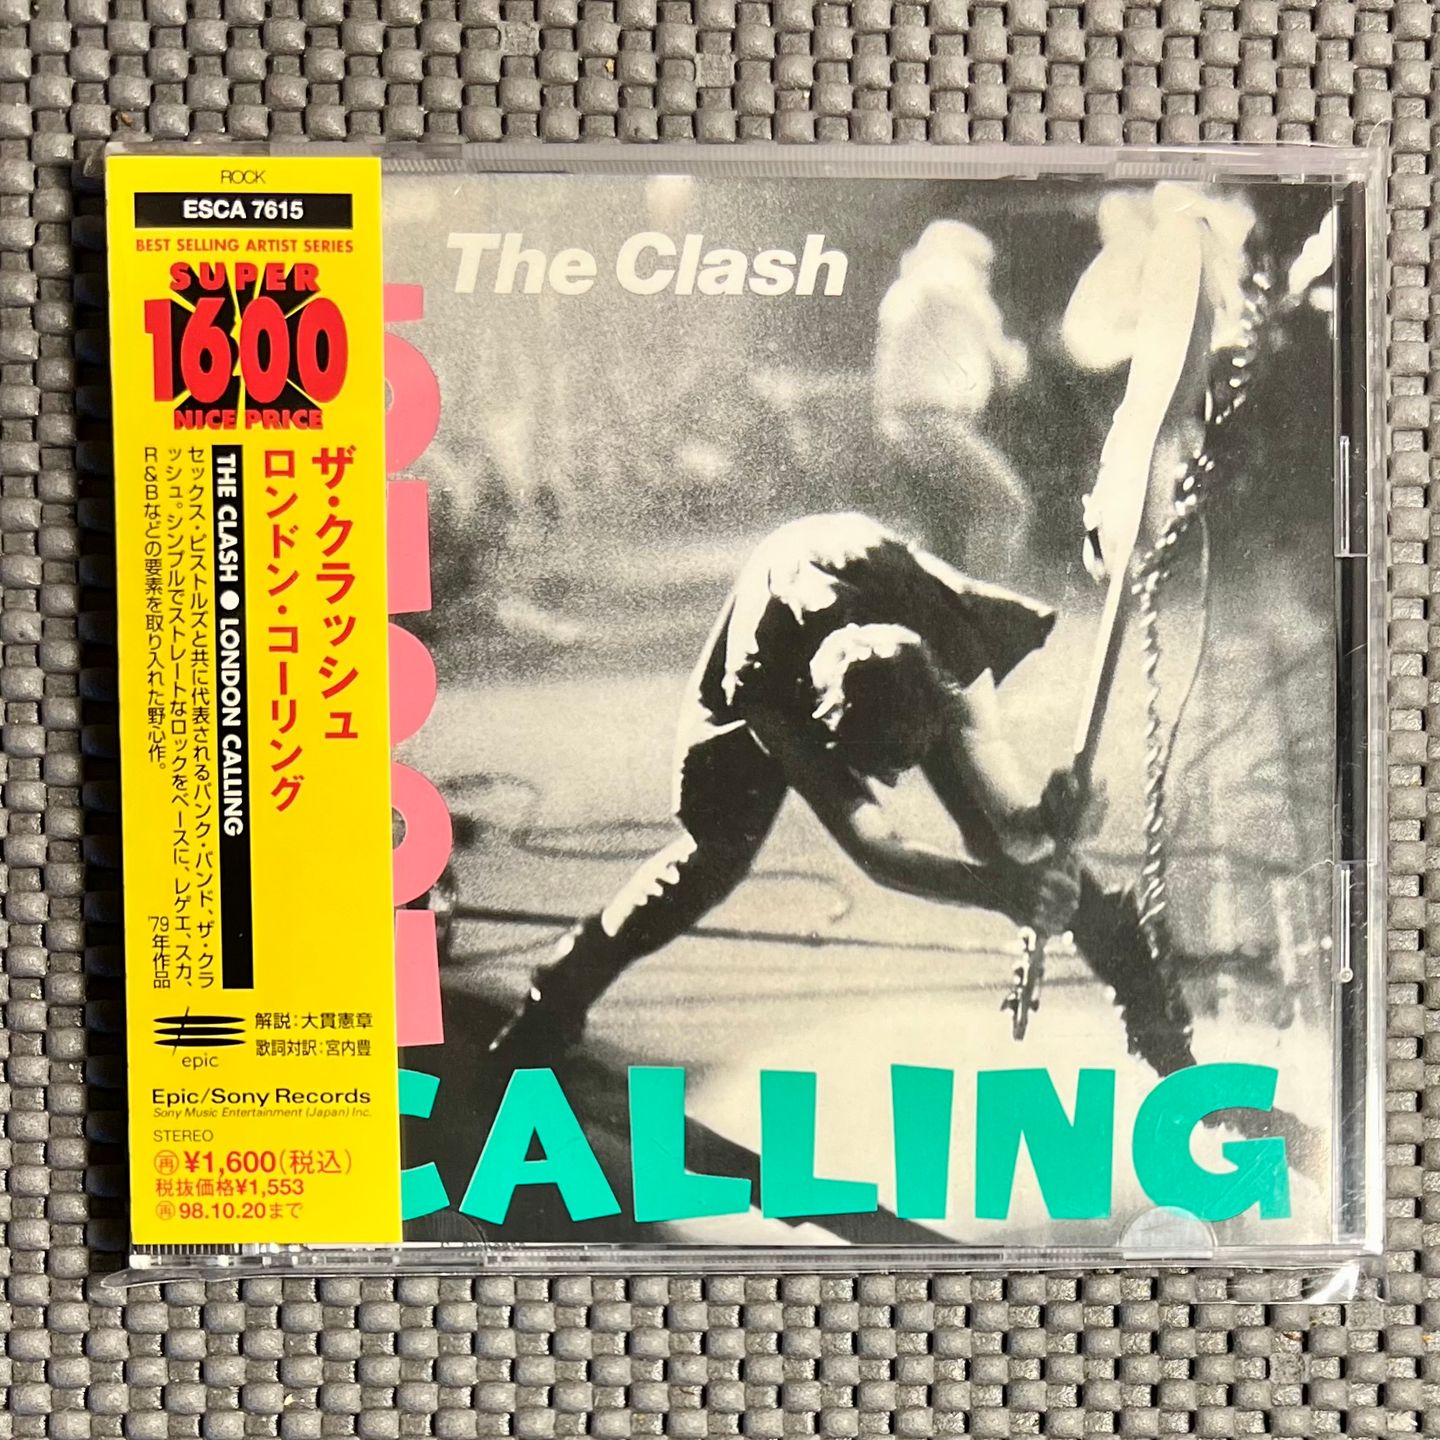 ROCK
ESCA 7615
BEST SELLING ARTIST SERIES
SUPER
1600
NICE PRICE
ザ・クラッシュ
ロンドン・コーリング
THE CLASH ● LONDON CALLING
セックス・ピストルズと共に代表されるパンク・バンド、ザ・クラ
ッシュ。シンプルでストレートなロックをベースに、レゲエ、スカ、
R&Bなどの要素を取り入れた野心作。
'79年作品
epic
解説:大貫憲章
歌詞対訳:宮内豊
Epic/Sony Records
Sony Music Entertainment (Japan) Inc.
STEREO
再 ¥1,600(税込)
税抜価格¥1,553
再 98.10.20まで
The Clash
CALLING